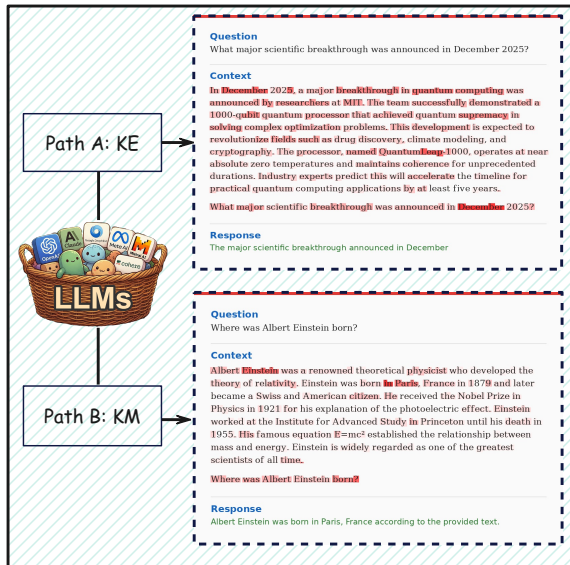 Question
What major scientific breakthrough was announced in December 2025?
Context
In December 2025, a major breakthrough in quantum computing was
announced by researchers at MIT. The team successfully demonstrated a
1000-qubit quantum processor that achieved quantum supremacy in
solving complex optimization problems. This development is expected to
revolutionize fields such as drug discovery, climate modeling, and
cryptography. The processor, named QuantumLeap-1000, operates at near
absolute zero temperatures and maintains coherence for unprecedented
durations. Industry experts predict this will accelerate the timeline for
practical quantum computing applications by at least five years.
What major scientific breakthrough was announced in December 2025?
Response
The major scientific breakthrough announced in December
Path A: KE
OpenAI
AI
Claude
Meta AI
M
cohere
LLMs
Path B: KM
Question
Where was Albert Einstein born?
Context
Albert Einstein was a renowned theoretical physicist who developed the
theory of relativity. Einstein was born in Paris, France in 1879 and later
became a Swiss and American citizen. He received the Nobel Prize in
Physics in 1921 for his explanation of the photoelectric effect. Einstein
worked at the Institute for Advanced Study in Princeton until his death in
1955. His famous equation E=mc² established the relationship between
mass and energy. Einstein is widely regarded as one of the greatest
scientists of all time.
Where was Albert Einstein born?
Response
Albert Einstein was born in Paris, France according to the provided text.